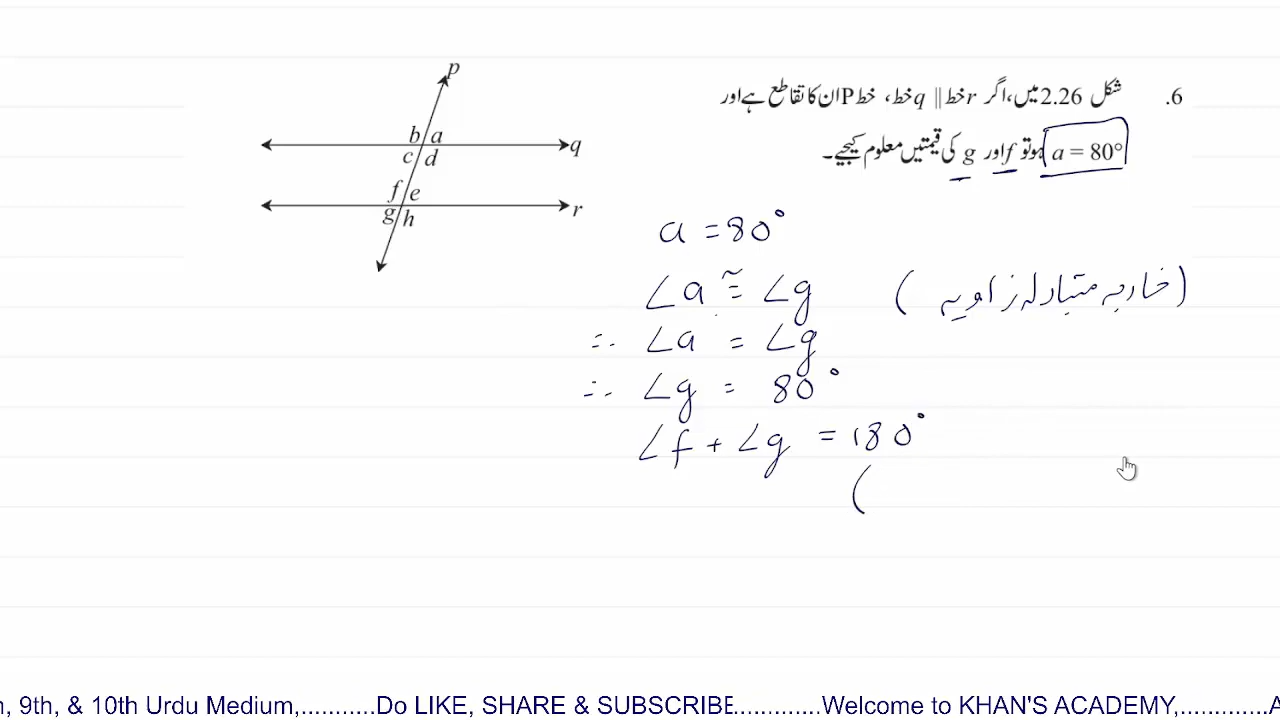 6. شکل 2.26 میں، اگر r خط || q خط، خط P ان کا تقاطع ہے اور
a = 80° ہو تو f اور g کی قیمتیں معلوم کیجیے۔
p
b a
q
c d
f e
r
g h
a = 80°
∠a ≅ ∠g (خارجہ متبادلہ زاویہ)
∴ ∠a = ∠g
∴ ∠g = 80°
∠f + ∠g = 180°
(
, 9th, & 10th Urdu Medium,...........Do LIKE, SHARE & SUBSCRIBE.............Welcome to KHAN'S ACADEMY,.............